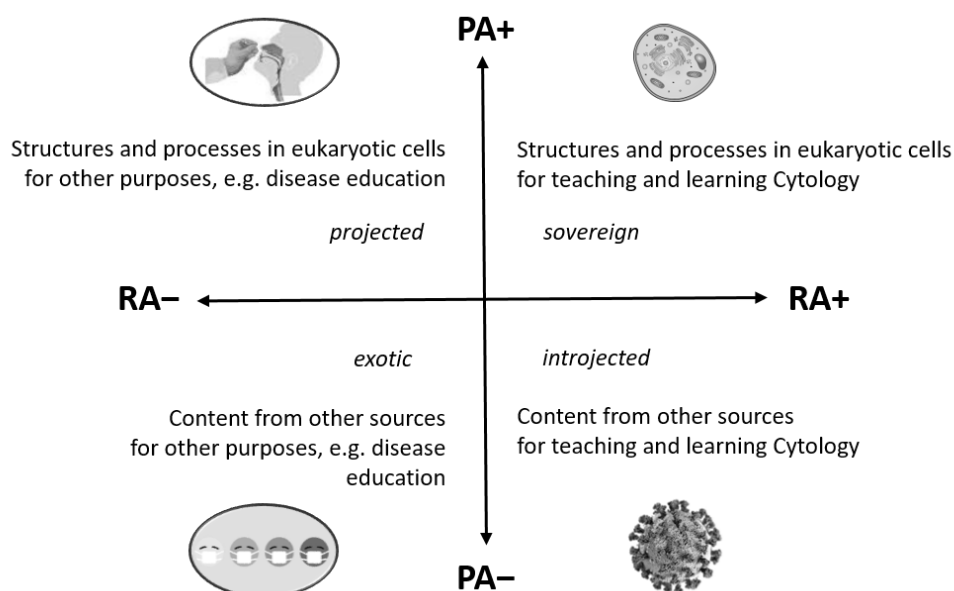 PA+
Structures and processes in eukaryotic cells
for other purposes, e.g. disease education
Structures and processes in eukaryotic cells
for teaching and learning Cytology
projected
sovereign
RA−
RA+
exotic
introjected
Content from other sources
for other purposes, e.g. disease
education
Content from other sources
for teaching and learning Cytology
PA−